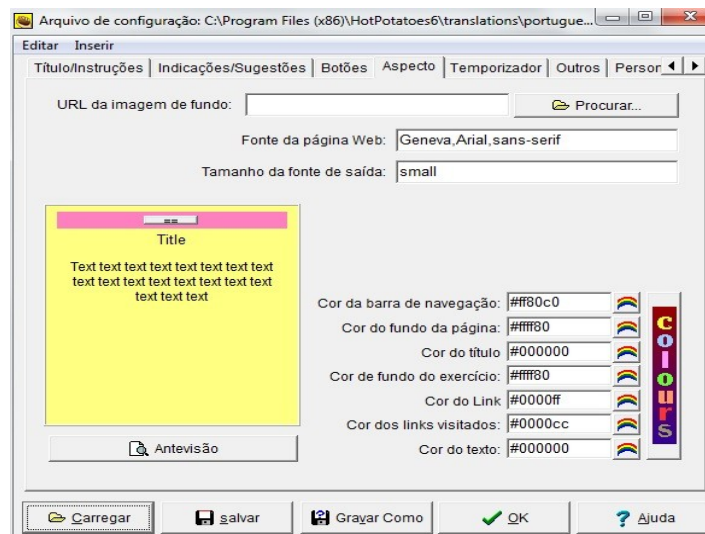 Arquivo de configuração: C:\Program Files (x86)\HotPotatoes6\translations\portugue...
Editar Inserir
Título/Instruções Indicações/Sugestões Botões Aspecto Temporizador Outros Person
URL da imagem de fundo: Procurar...
Fonte da página Web: Geneva,Arial,sans-serif
Tamanho da fonte de saída: small
==
Title
Text text text text text text text text
text text text text text text text text
text text text
Cor da barra de navegação: #ff80c0
Cor do fundo da página: #ffff80
Cor do título #000000
Cor de fundo do exercício: #ffff80
Cor do Link #0000ff
Cor dos links visitados: #0000cc
Cor do texto: #000000
colours
Antevisão
Carregar salvar Gravar Como OK Ajuda